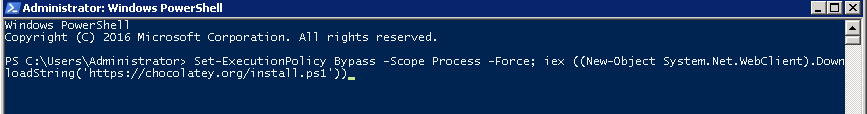 Administrator: Windows PowerShell
Windows PowerShell
Copyright (C) 2016 Microsoft Corporation. All rights reserved.
PS C:\Users\Administrator> Set-ExecutionPolicy Bypass -Scope Process -Force; iex ((New-Object System.Net.WebClient).Down
loadString('https://chocolatey.org/install.ps1'))_